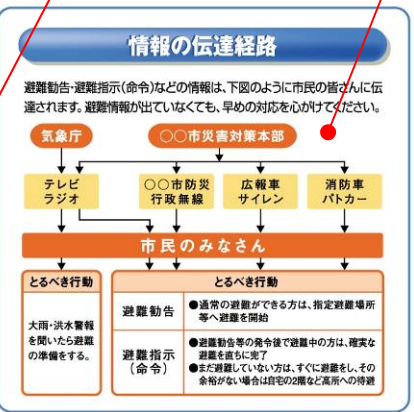 情報の伝達経路
避難勧告・避難指示(命令)などの情報は、下図のように市民の皆さんに伝
達されます。避難情報が出ていなくても、早めの対応を心がけてください。
気象庁
〇〇市災害対策本部
テレビ
ラジオ
〇〇市防災
行政無線
広報車
サイレン
消防車
パトカー
市民のみなさん
とるべき行動
大雨・洪水警報
を聞いたら避難
の準備をする。
とるべき行動
避難勧告
●通常の避難ができる方は、指定避難場所
等へ避難を開始
避難指示
(命令)
●避難勧告等の発令後で避難中の方は、確実な
避難を直ちに完了
●まだ避難していない方は、すぐに避難をし、その
余裕がない場合は自宅の2階など高所への待避